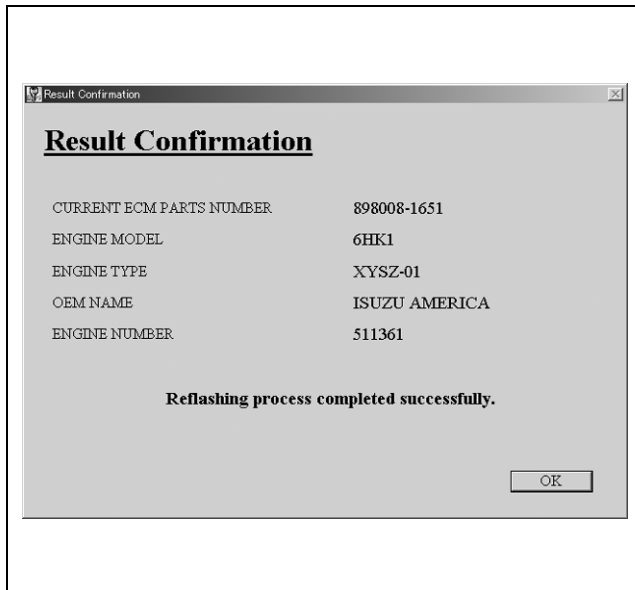 Result Confirmation
Result Confirmation
CURRENT ECM PARTS NUMBER 898008-1651
ENGINE MODEL 6HK1
ENGINE TYPE XYSZ-01
OEM NAME ISUZU AMERICA
ENGINE NUMBER 511361
Reflashing process completed successfully.
OK